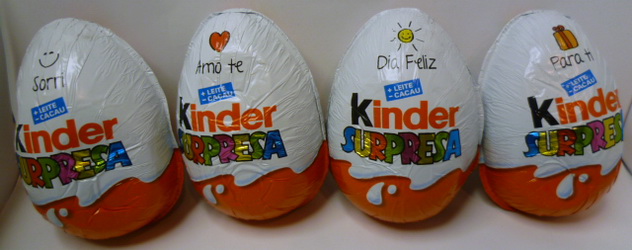 Sorri
+ LEITE
- CACAU
Kinder
SURPRESA
Amo te
+ LEITE
- CACAU
Kinder
SURPRESA
Dia Feliz
+ LEITE
- CACAU
Kinder
SURPRESA
Para ti
+ LEITE
- CACAU
Kinder
SURPRESA